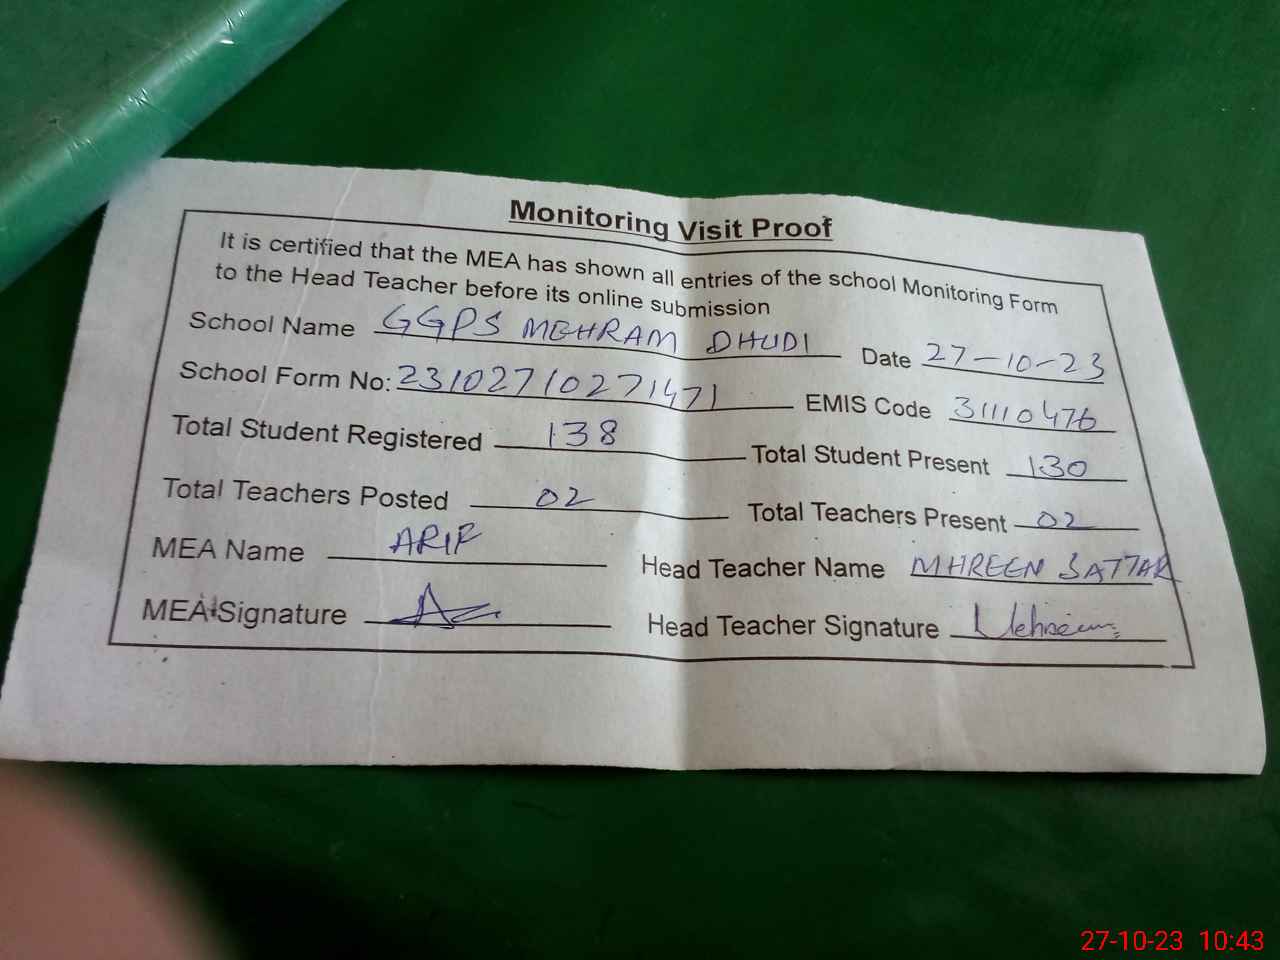 Monitoring Visit Proof
It is certified that the MEA has shown all entries of the school Monitoring Form
to the Head Teacher before its online submission
School Name GGPS MEHRAM DHUDI Date 27-10-23
School Form No: 23102710271471 EMIS Code 31110476
Total Student Registered 138 Total Student Present 130
Total Teachers Posted 02 Total Teachers Present 02
MEA Name ARIF Head Teacher Name MHREEN SATTAR
MEA Signature Head Teacher Signature Mehreen
27-10-23 10:43